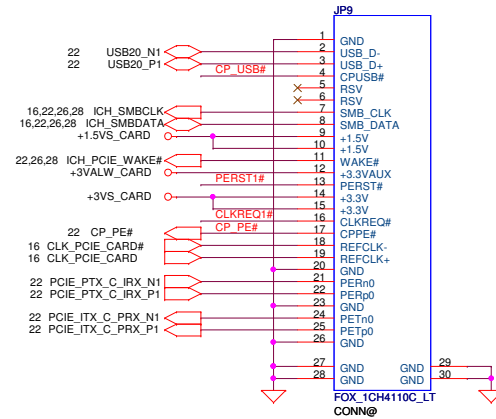 JP9
1 GND
22 USB20_N1 2 USB_D-
22 USB20_P1 3 USB_D+
CP_USB# 4 CPUSB#
5 RSV
6 RSV
16,22,26,28 ICH_SMBCLK 7 SMB_CLK
16,22,26,28 ICH_SMBDATA 8 SMB_DATA
+1.5VS_CARD 9 +1.5V
10 +1.5V
22,26,28 ICH_PCIE_WAKE# 11 WAKE#
+3VALW_CARD 12 +3.3VAUX
PERST1# 13 PERST#
+3VS_CARD 14 +3.3V
15 +3.3V
CLKREQ1# 16 CLKREQ#
22 CP_PE# CP_PE# 17 CPPE#
16 CLK_PCIE_CARD# 18 REFCLK-
16 CLK_PCIE_CARD 19 REFCLK+
20 GND
22 PCIE_PTX_C_IRX_N1 21 PERn0
22 PCIE_PTX_C_IRX_P1 22 PERp0
23 GND
22 PCIE_ITX_C_PRX_N1 24 PETn0
22 PCIE_ITX_C_PRX_P1 25 PETp0
26 GND
27 GND GND 29
28 GND GND 30
FOX_1CH4110C_LT
CONN@